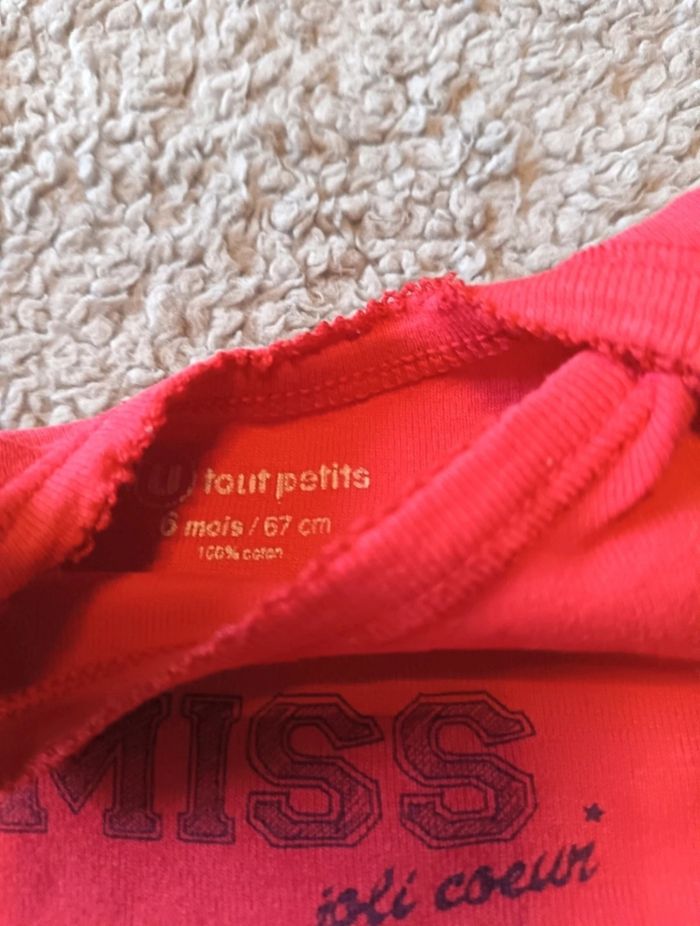 U tout petits
6 mois / 67 cm
100% coton
MISS
joli coeur